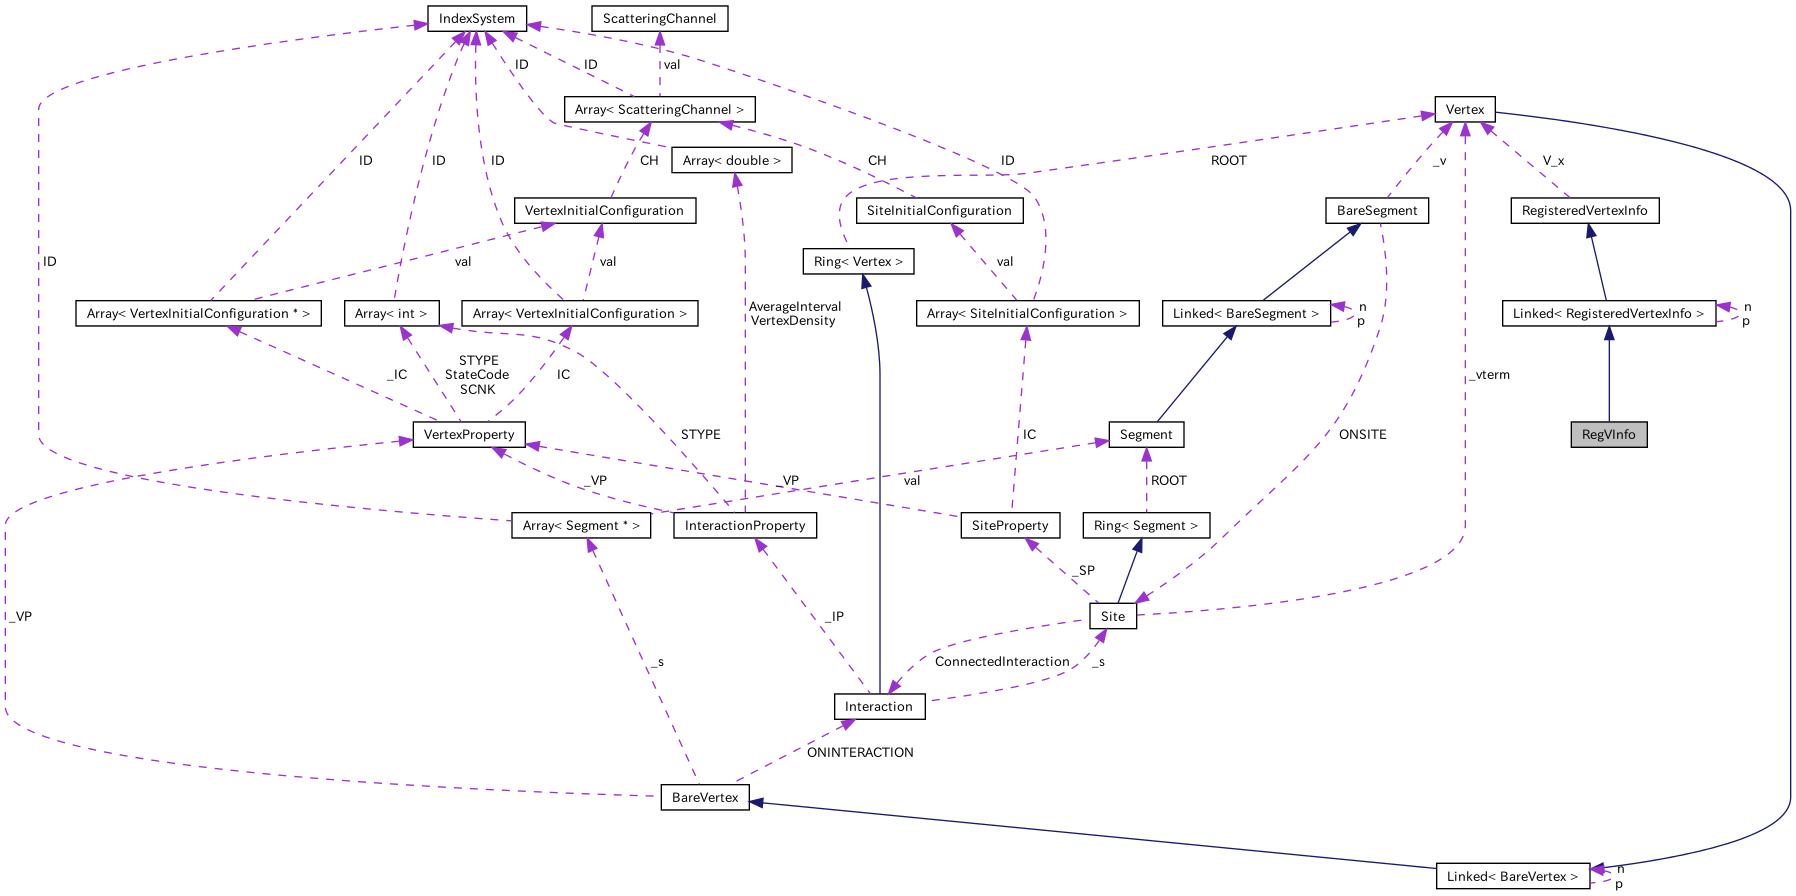 IndexSystem
ScatteringChannel
ID
ID
val
Array< ScatteringChannel >
Vertex
ID
ID
ID
CH
Array< double >
CH
ID
ROOT
_v
V_x
VertexInitialConfiguration
SiteInitialConfiguration
BareSegment
RegisteredVertexInfo
ID
val
val
Ring< Vertex >
val
Array< VertexInitialConfiguration * >
Array< int >
Array< VertexInitialConfiguration >
AverageInterval
VertexDensity
Array< SiteInitialConfiguration >
Linked< BareSegment >
n
p
Linked< RegisteredVertexInfo >
n
p
_IC
STYPE
StateCode
SCNK
IC
_vterm
VertexProperty
STYPE
IC
Segment
ONSITE
RegVInfo
_VP
val
_VP
ROOT
Array< Segment * >
InteractionProperty
SiteProperty
Ring< Segment >
_SP
_VP
_IP
Site
_s
ConnectedInteraction
_s
Interaction
ONINTERACTION
BareVertex
Linked< BareVertex >
n
p